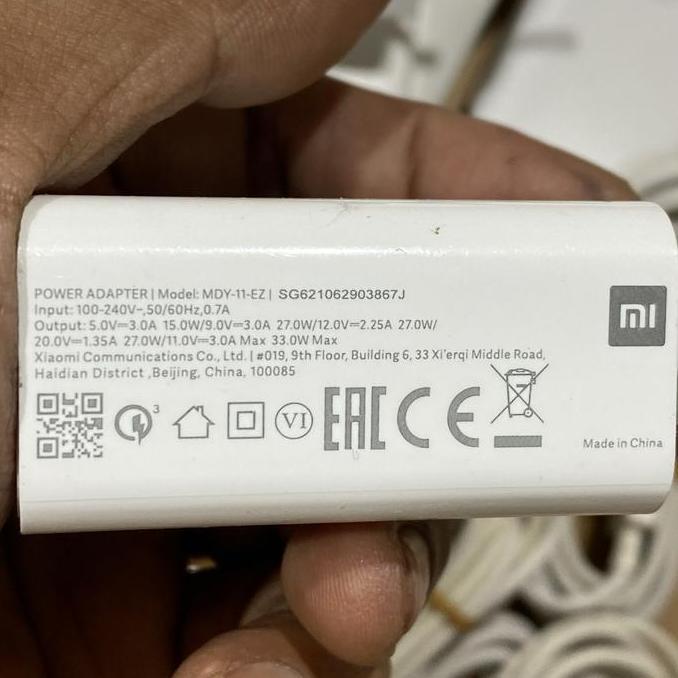 POWER ADAPTER | Model: MDY-11-EZ | SG621062903867J
Input: 100-240V~,50/60Hz,0.7A
Output: 5.0V⎓3.0A 15.0W/9.0V⎓3.0A 27.0W/12.0V⎓2.25A 27.0W/
20.0V⎓1.35A 27.0W/11.0V⎓3.0A Max 33.0W Max
Xiaomi Communications Co., Ltd. | #019, 9th Floor, Building 6, 33 Xi'erqi Middle Road,
Haidian District ,Beijing, China, 100085
mi
3 VI EAC CE
Made in China